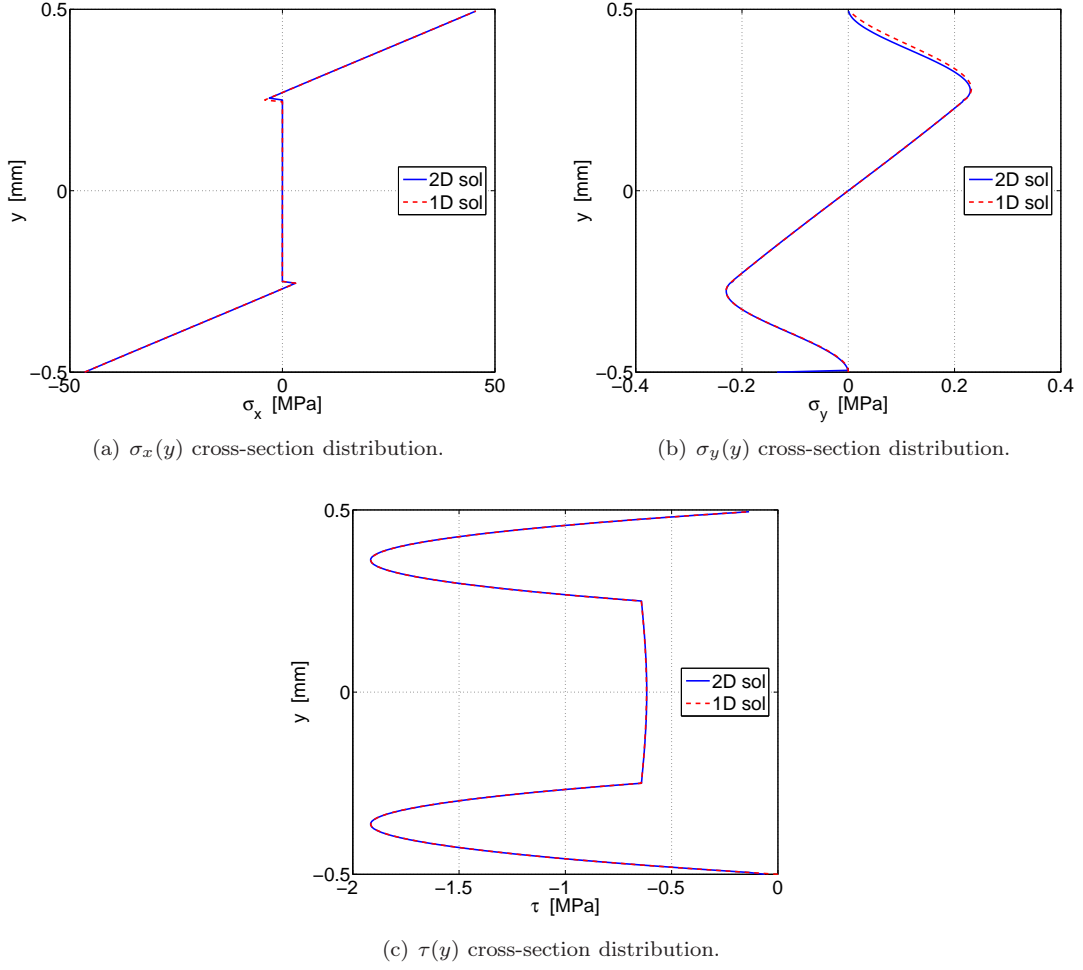 0.5
0
−0.5
y [mm]
−50
0
50
σx [MPa]
2D sol
1D sol
(a) σx(y) cross-section distribution.
0.5
0
−0.5
y [mm]
−0.4
−0.2
0
0.2
0.4
σy [MPa]
2D sol
1D sol
(b) σy(y) cross-section distribution.
0.5
0
−0.5
y [mm]
−2
−1.5
−1
−0.5
0
τ [MPa]
2D sol
1D sol
(c) τ(y) cross-section distribution.